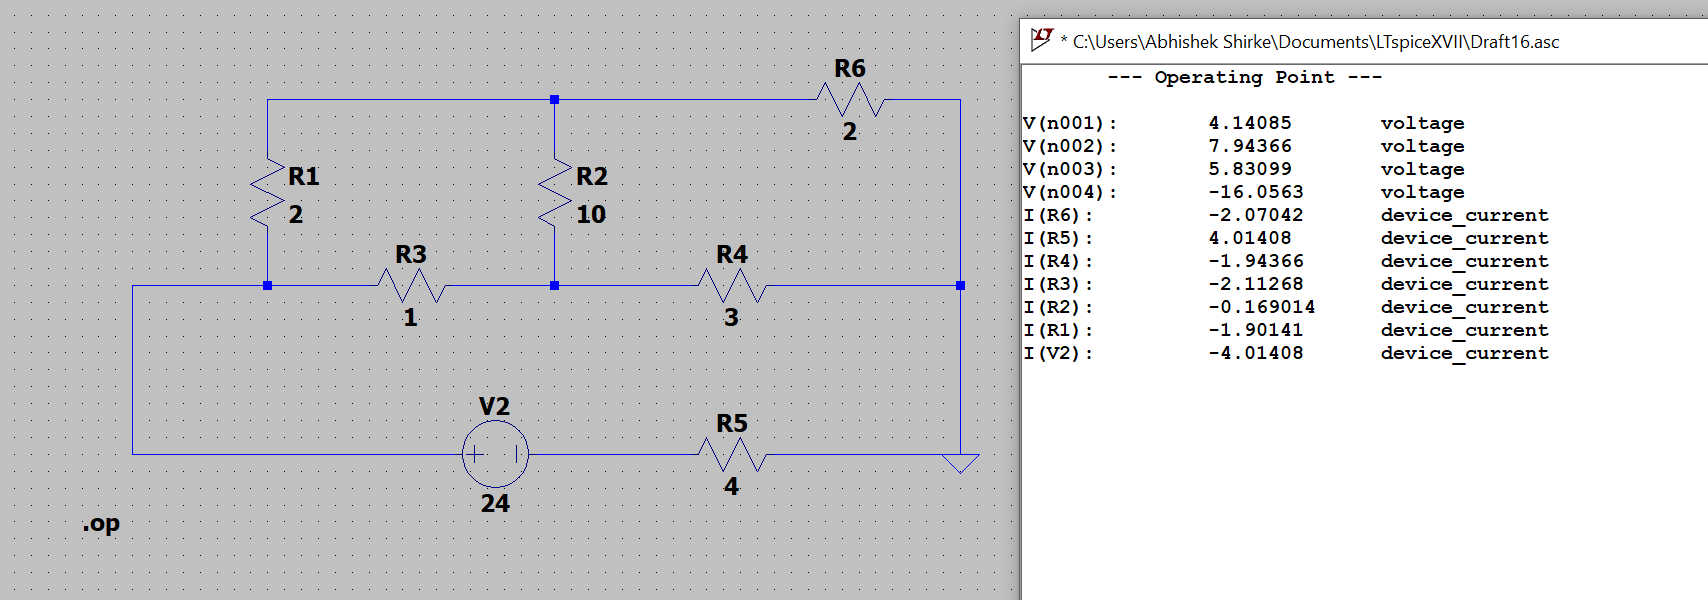 R6
2
R1
2
R2
10
R3
1
R4
3
V2
24
R5
4
.op
* C:\Users\Abhishek Shirke\Documents\LTspiceXVII\Draft16.asc
--- Operating Point ---
V(n001): 4.14085 voltage
V(n002): 7.94366 voltage
V(n003): 5.83099 voltage
V(n004): -16.0563 voltage
I(R6): -2.07042 device_current
I(R5): 4.01408 device_current
I(R4): -1.94366 device_current
I(R3): -2.11268 device_current
I(R2): -0.169014 device_current
I(R1): -1.90141 device_current
I(V2): -4.01408 device_current